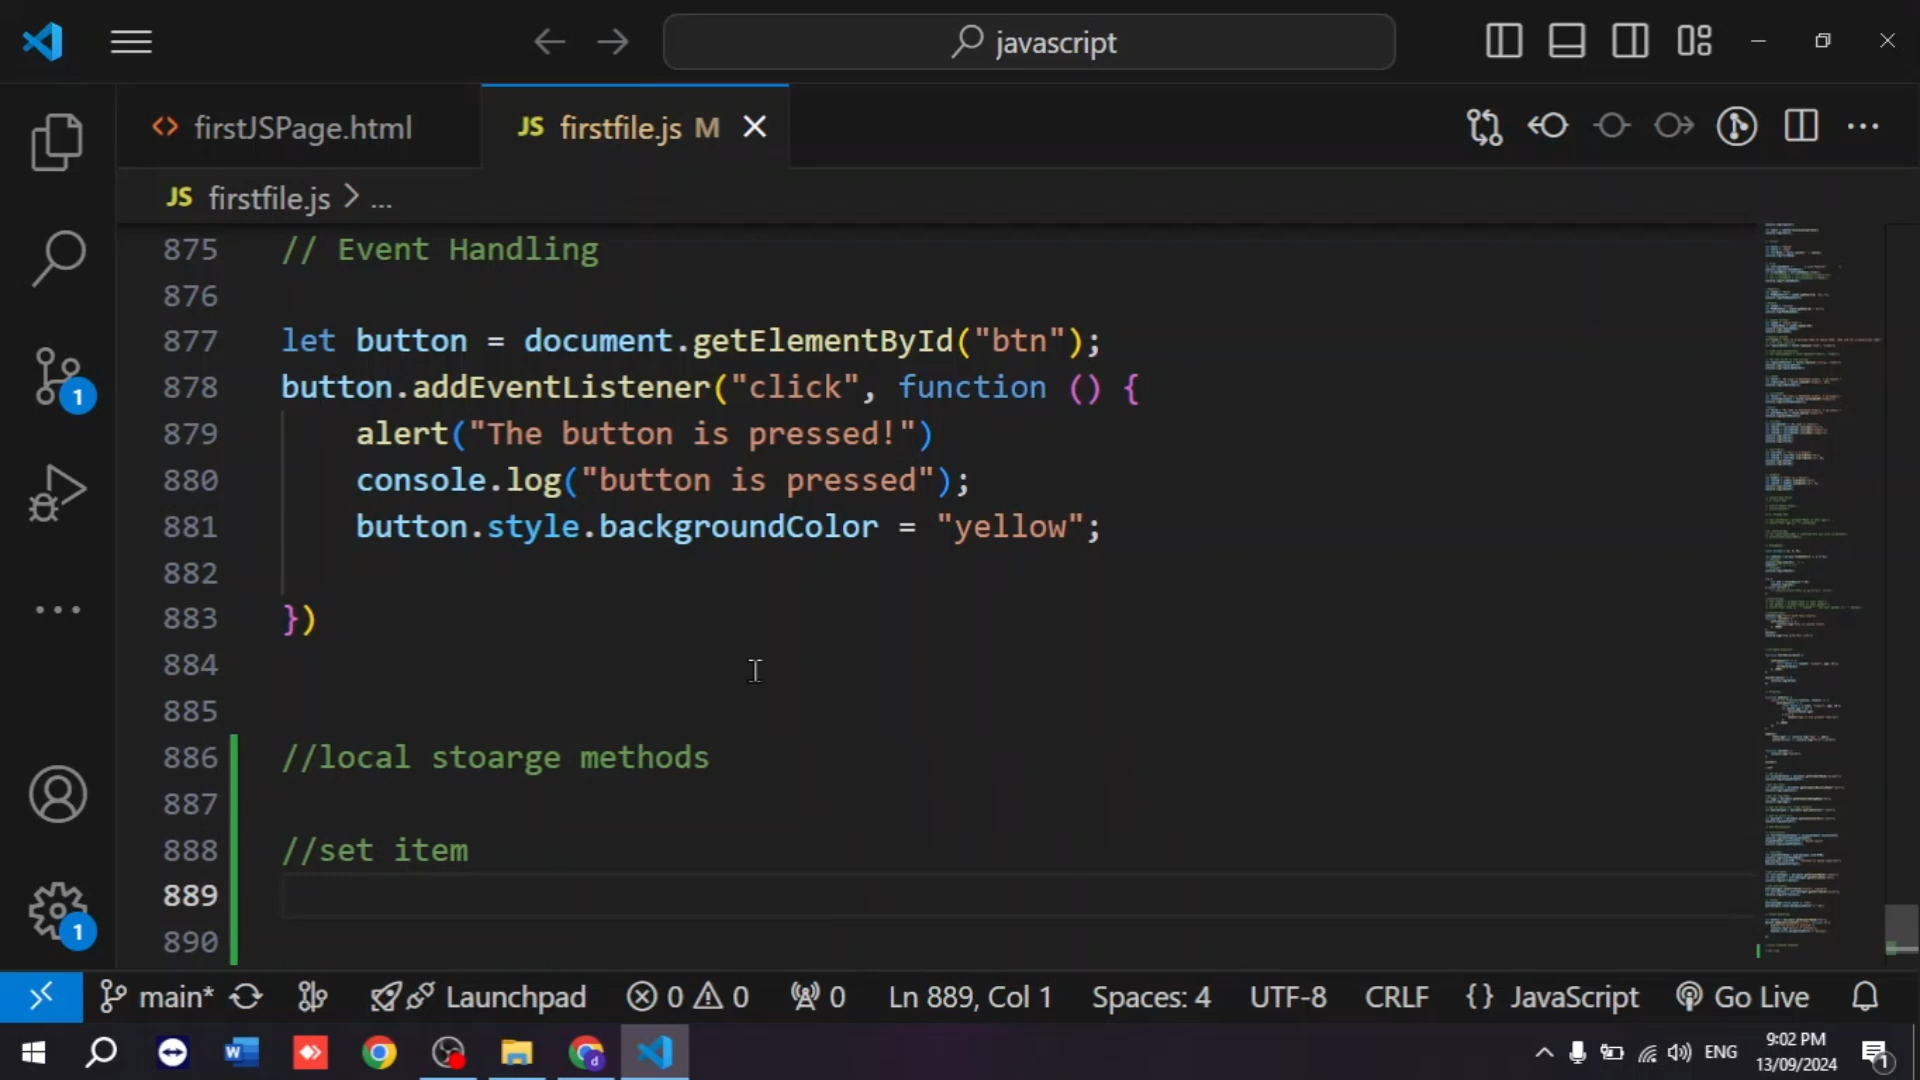 javascript
firstJSPage.html
JS firstfile.js M
JS firstfile.js > ...
875 // Event Handling
876
877 let button = document.getElementById("btn");
878 button.addEventListener("click", function () {
879 alert("The button is pressed!")
880 console.log("button is pressed");
881 button.style.backgroundColor = "yellow";
882
883 })
884
885
886 //local stoarge methods
887
888 //set item
889
890
1
1
main* Launchpad 0 0 0 Ln 889, Col 1 Spaces: 4 UTF-8 CRLF {} JavaScript Go Live
ENG 9:02 PM
13/09/2024
1